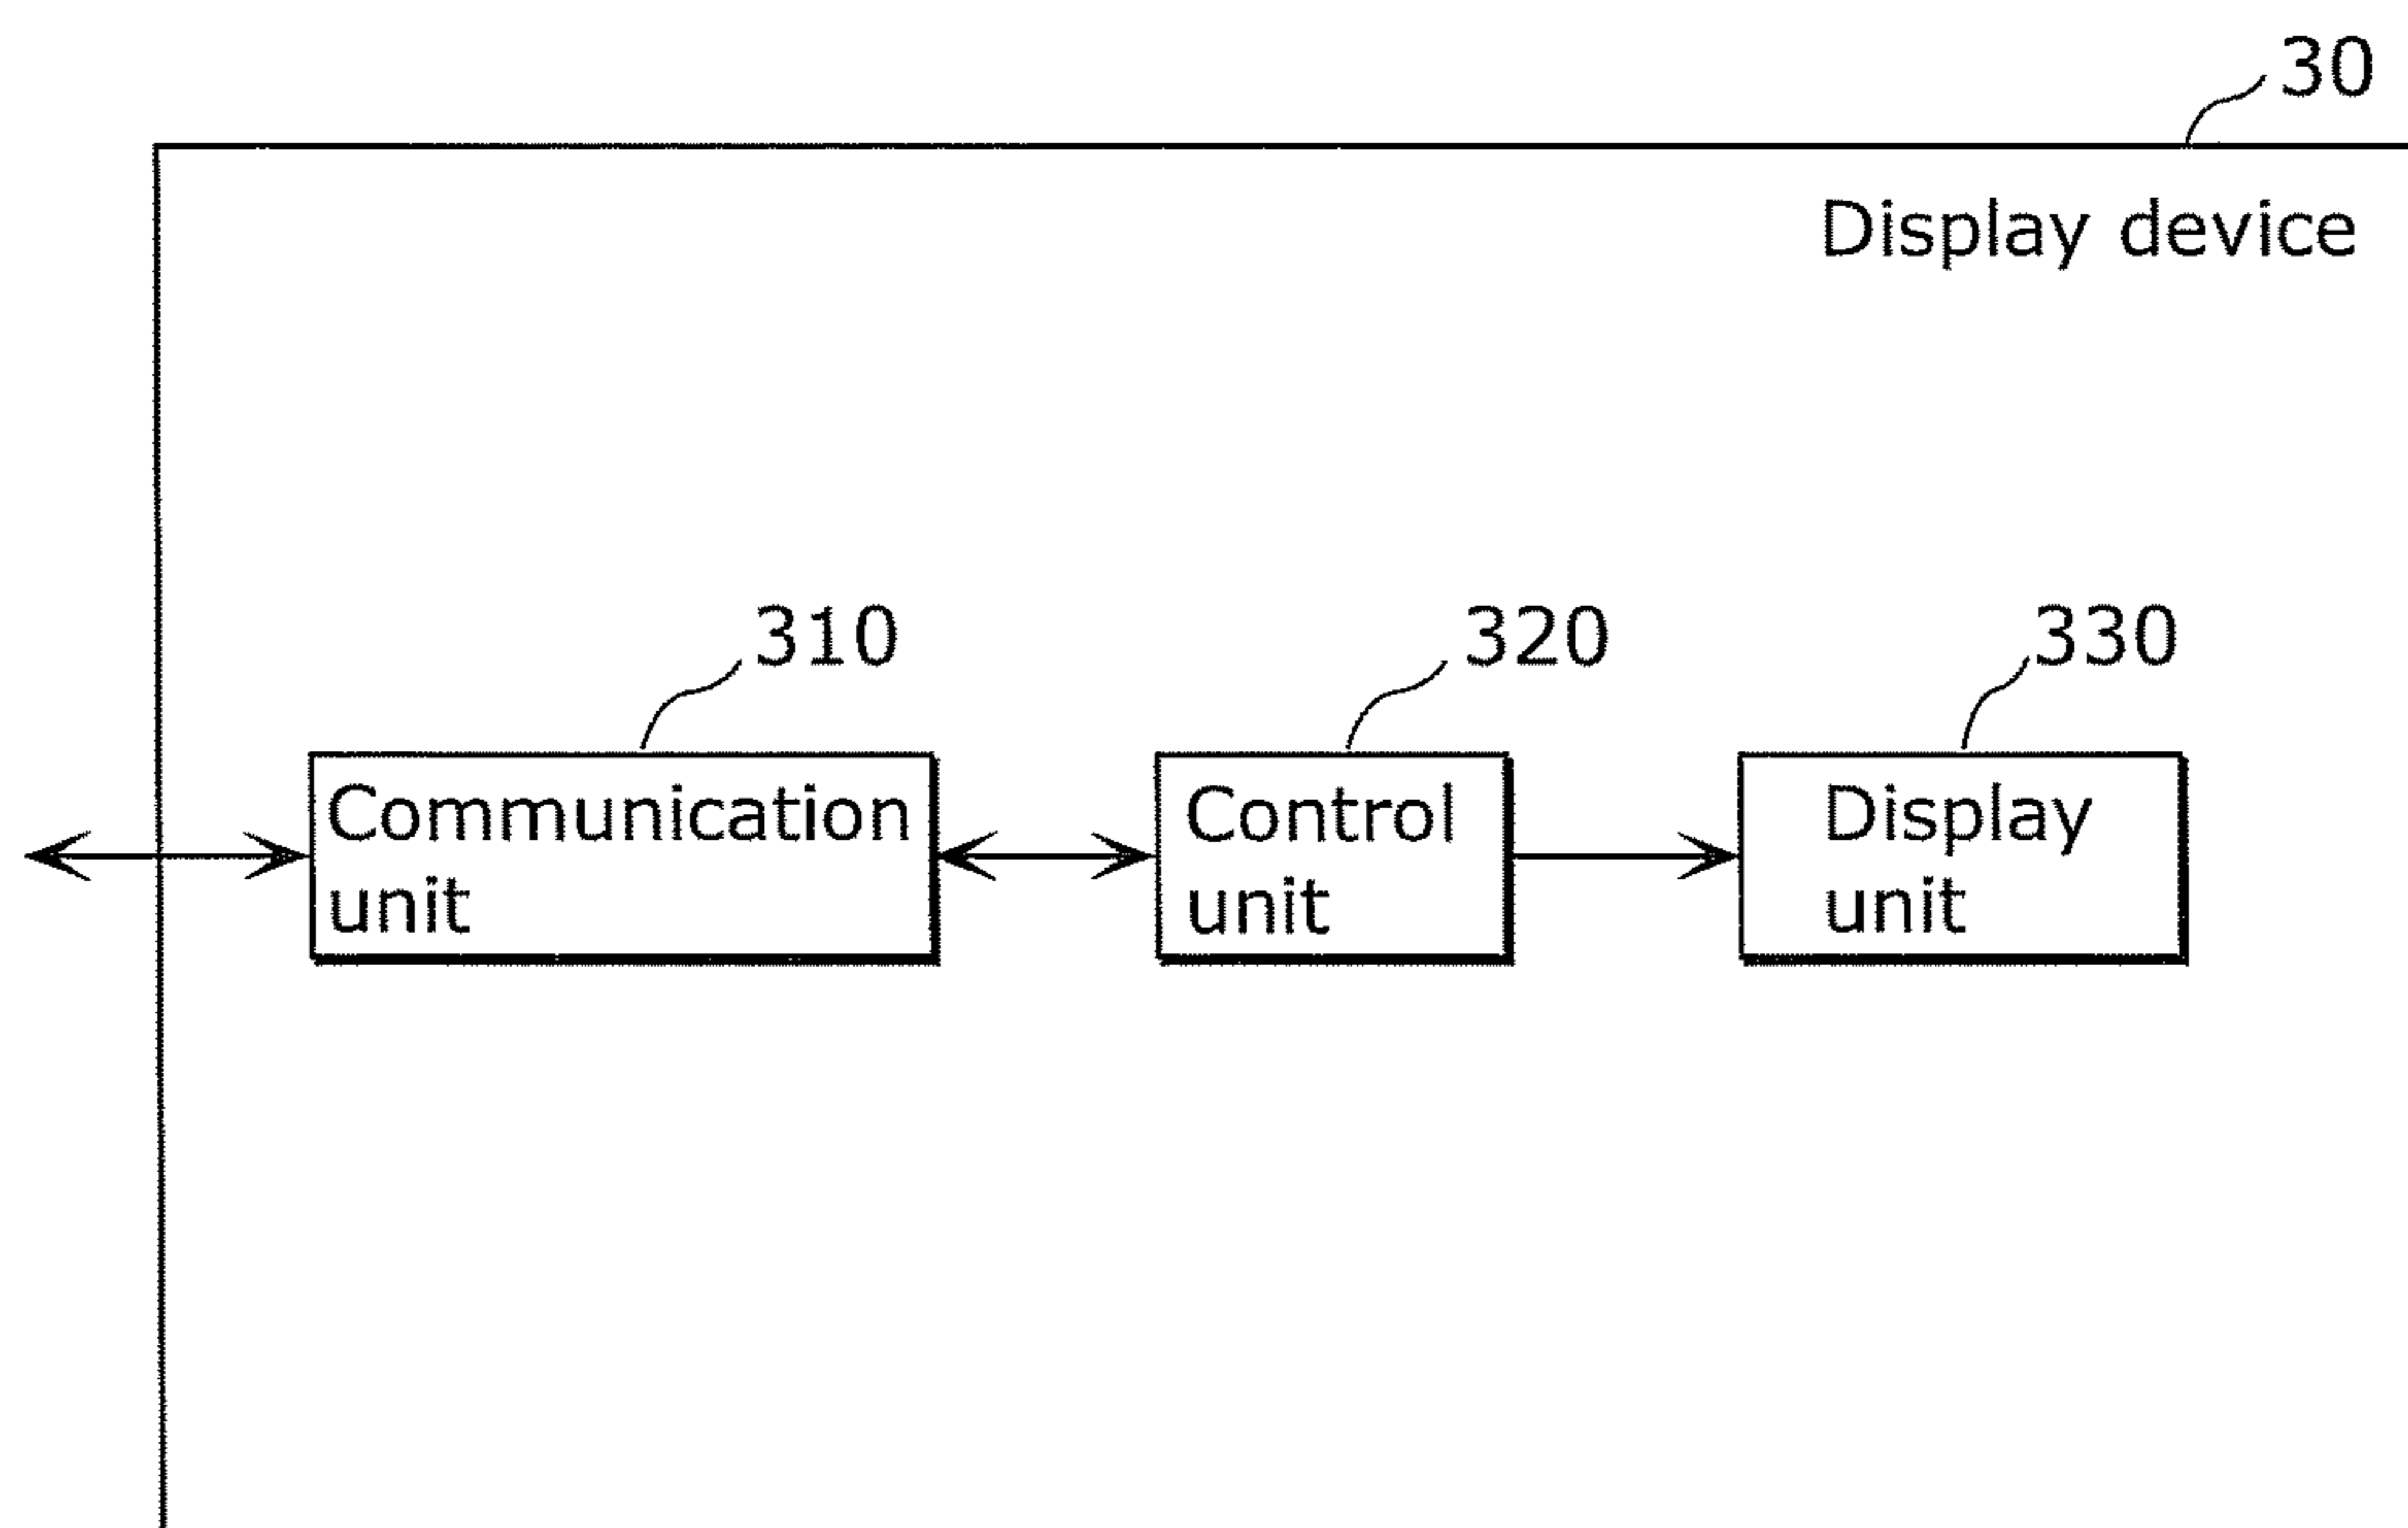 30
Display device
310
320
330
Communication
unit
Control
unit
Display
unit